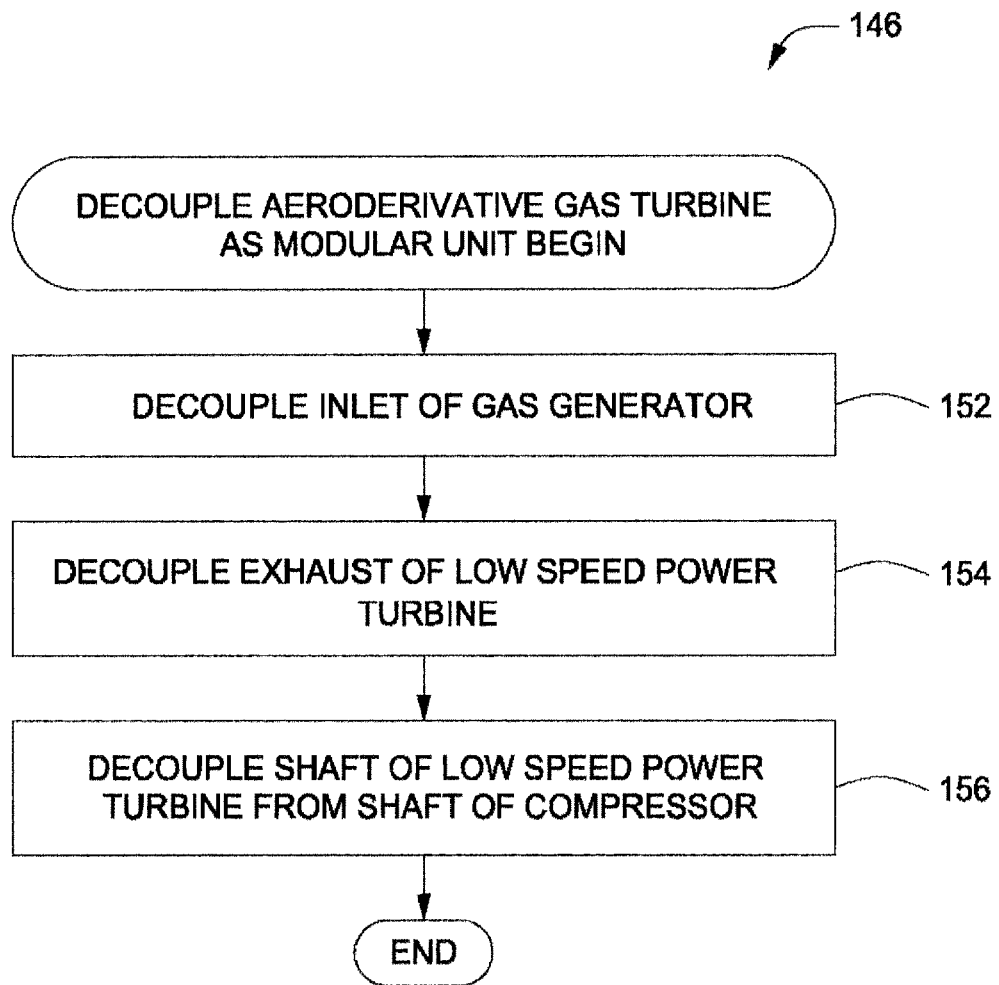 146
DECOUPLE AERODERIVATIVE GAS TURBINE
AS MODULAR UNIT BEGIN
DECOUPLE INLET OF GAS GENERATOR
152
DECOUPLE EXHAUST OF LOW SPEED POWER
TURBINE
154
DECOUPLE SHAFT OF LOW SPEED POWER
TURBINE FROM SHAFT OF COMPRESSOR
156
END